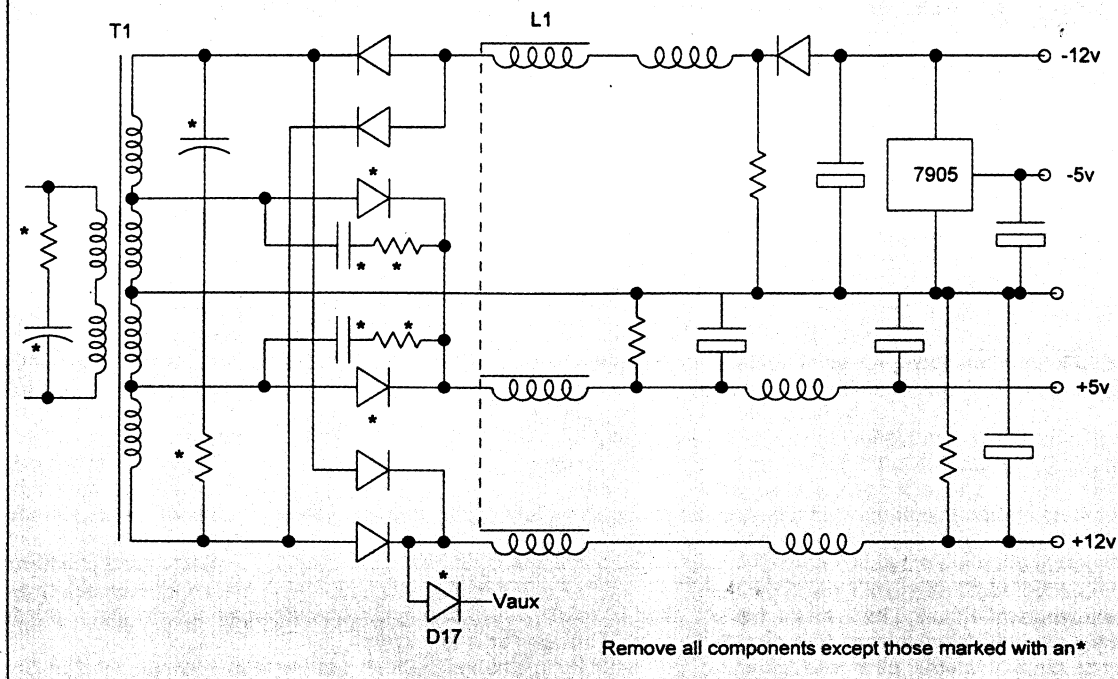 T1
L1
-12v
*
*
7905
-5v
*
* *
* *
*
+5v
*
*
+12v
*
Vaux
D17
Remove all components except those marked with an*